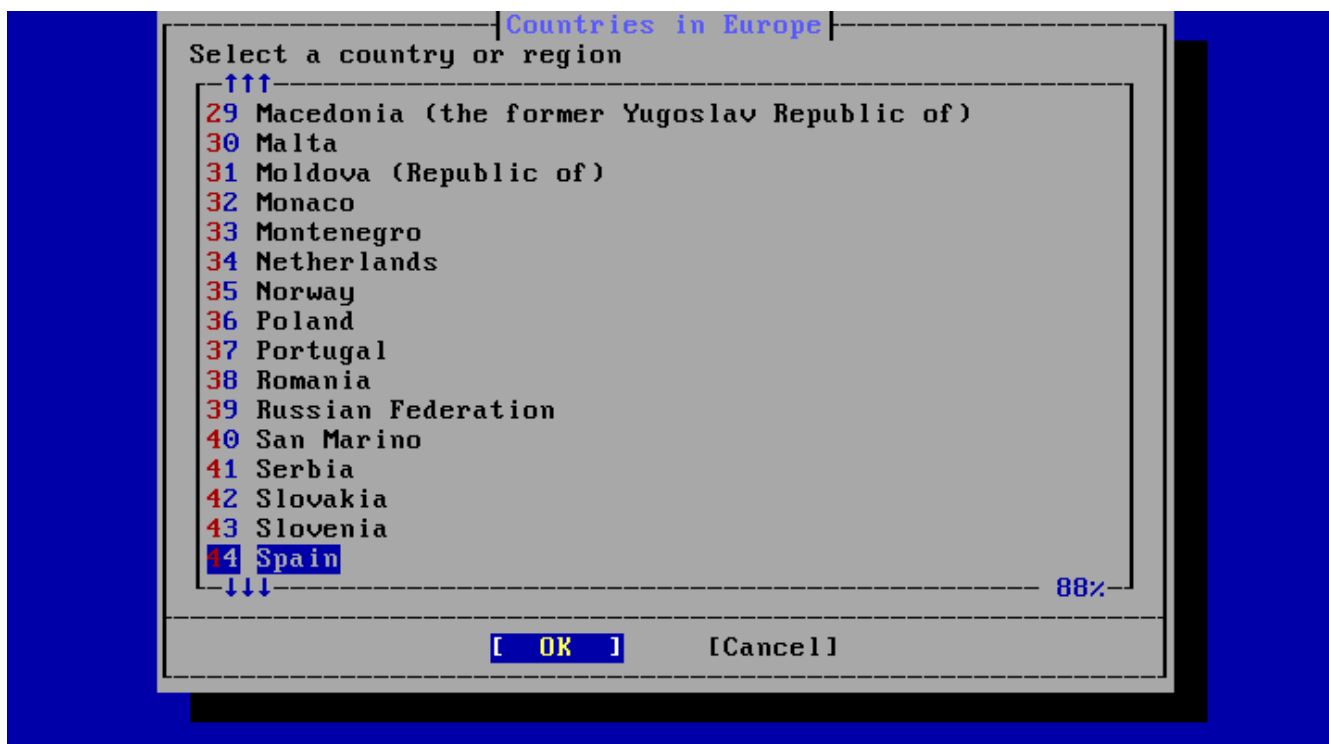 Countries in Europe
Select a country or region
↑↑↑
29 Macedonia (the former Yugoslav Republic of)
30 Malta
31 Moldova (Republic of)
32 Monaco
33 Montenegro
34 Netherlands
35 Norway
36 Poland
37 Portugal
38 Romania
39 Russian Federation
40 San Marino
41 Serbia
42 Slovakia
43 Slovenia
44 Spain
↓↓↓ 88%
[ OK ] [Cancel]